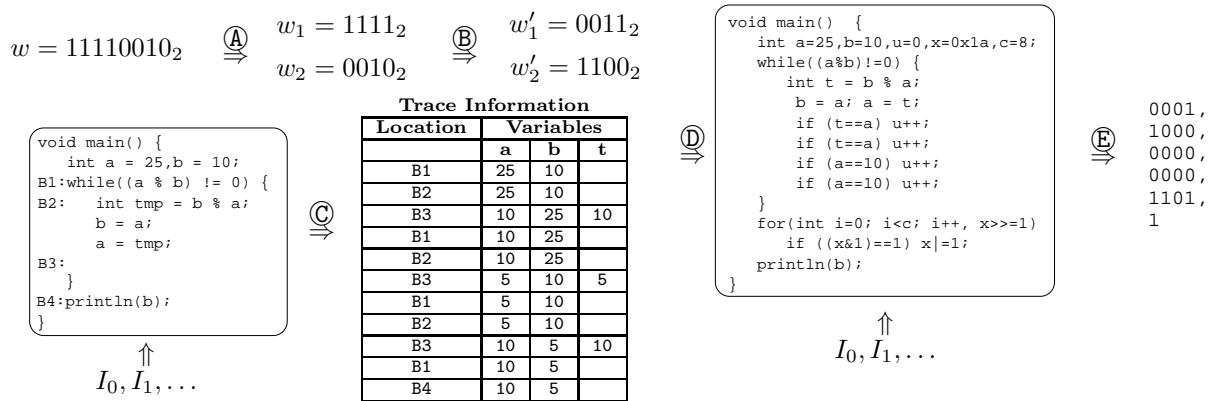 w = 11110010₂
Ⓐ
⇒
w₁ = 1111₂
w₂ = 0010₂
Ⓑ
⇒
w′₁ = 0011₂
w′₂ = 1100₂
void main() {
int a = 25,b = 10;
B1:while((a % b) != 0) {
B2: int tmp = b % a;
b = a;
a = tmp;
B3:
}
B4:println(b);
}
⇑
I₀, I₁, . . .
Ⓒ
⇒
Trace Information
Location Variables
a b t
B1 25 10
B2 25 10
B3 10 25 10
B1 10 25
B2 10 25
B3 5 10 5
B1 5 10
B2 5 10
B3 10 5 10
B1 10 5
B4 10 5
Ⓓ
⇒
void main() {
int a=25,b=10,u=0,x=0x1a,c=8;
while((a%b)!=0) {
int t = b % a;
b = a; a = t;
if (t==a) u++;
if (t==a) u++;
if (a==10) u++;
if (a==10) u++;
}
for(int i=0; i<c; i++, x>>=1)
if ((x&1)==1) x|=1;
println(b);
}
⇑
I₀, I₁, . . .
Ⓔ
⇒
0001,
1000,
0000,
0000,
1101,
1